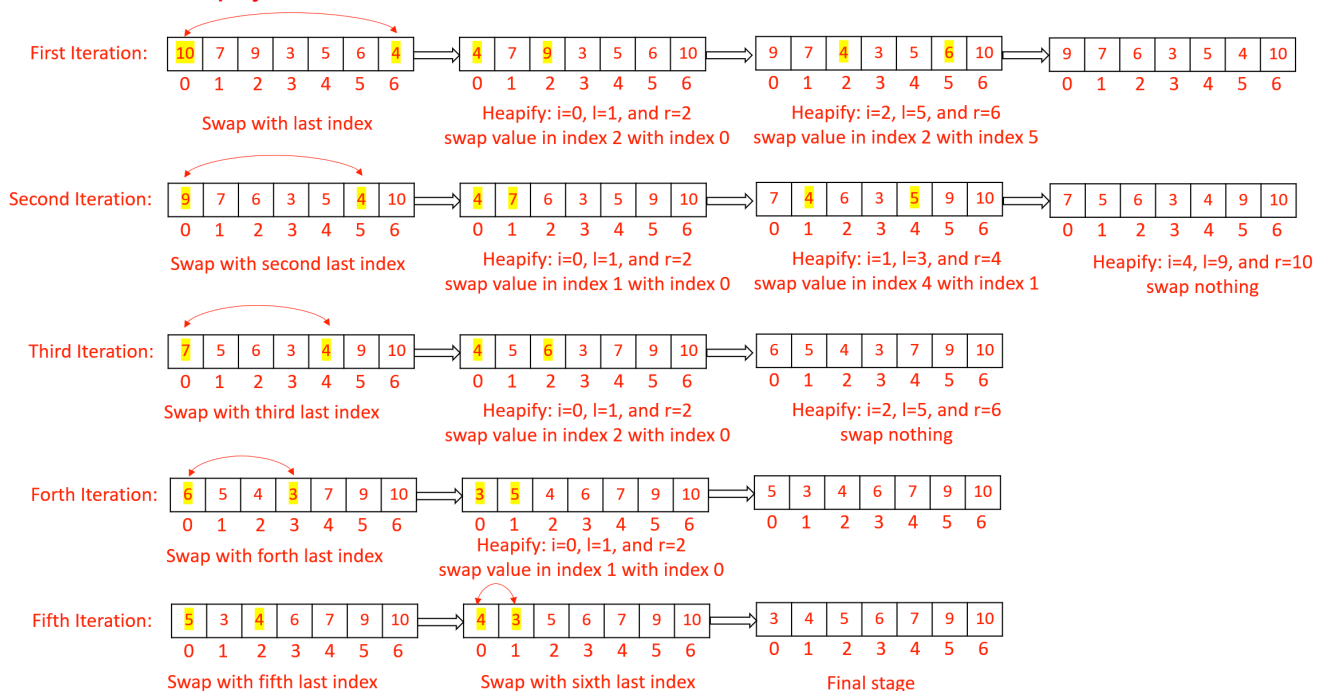 First Iteration:
10 7 9 3 5 6 4
0 1 2 3 4 5 6
Swap with last index
4 7 9 3 5 6 10
0 1 2 3 4 5 6
Heapify: i=0, l=1, and r=2
swap value in index 2 with index 0
9 7 4 3 5 6 10
0 1 2 3 4 5 6
Heapify: i=2, l=5, and r=6
swap value in index 2 with index 5
9 7 6 3 5 4 10
0 1 2 3 4 5 6
Second Iteration:
9 7 6 3 5 4 10
0 1 2 3 4 5 6
Swap with second last index
4 7 6 3 5 9 10
0 1 2 3 4 5 6
Heapify: i=0, l=1, and r=2
swap value in index 1 with index 0
7 4 6 3 5 9 10
0 1 2 3 4 5 6
Heapify: i=1, l=3, and r=4
swap value in index 4 with index 1
7 5 6 3 4 9 10
0 1 2 3 4 5 6
Heapify: i=4, l=9, and r=10
swap nothing
Third Iteration:
7 5 6 3 4 9 10
0 1 2 3 4 5 6
Swap with third last index
4 5 6 3 7 9 10
0 1 2 3 4 5 6
Heapify: i=0, l=1, and r=2
swap value in index 2 with index 0
6 5 4 3 7 9 10
0 1 2 3 4 5 6
Heapify: i=2, l=5, and r=6
swap nothing
Forth Iteration:
6 5 4 3 7 9 10
0 1 2 3 4 5 6
Swap with forth last index
3 5 4 6 7 9 10
0 1 2 3 4 5 6
Heapify: i=0, l=1, and r=2
swap value in index 1 with index 0
5 3 4 6 7 9 10
0 1 2 3 4 5 6
Fifth Iteration:
5 3 4 6 7 9 10
0 1 2 3 4 5 6
Swap with fifth last index
4 3 5 6 7 9 10
0 1 2 3 4 5 6
Swap with sixth last index
3 4 5 6 7 9 10
0 1 2 3 4 5 6
Final stage